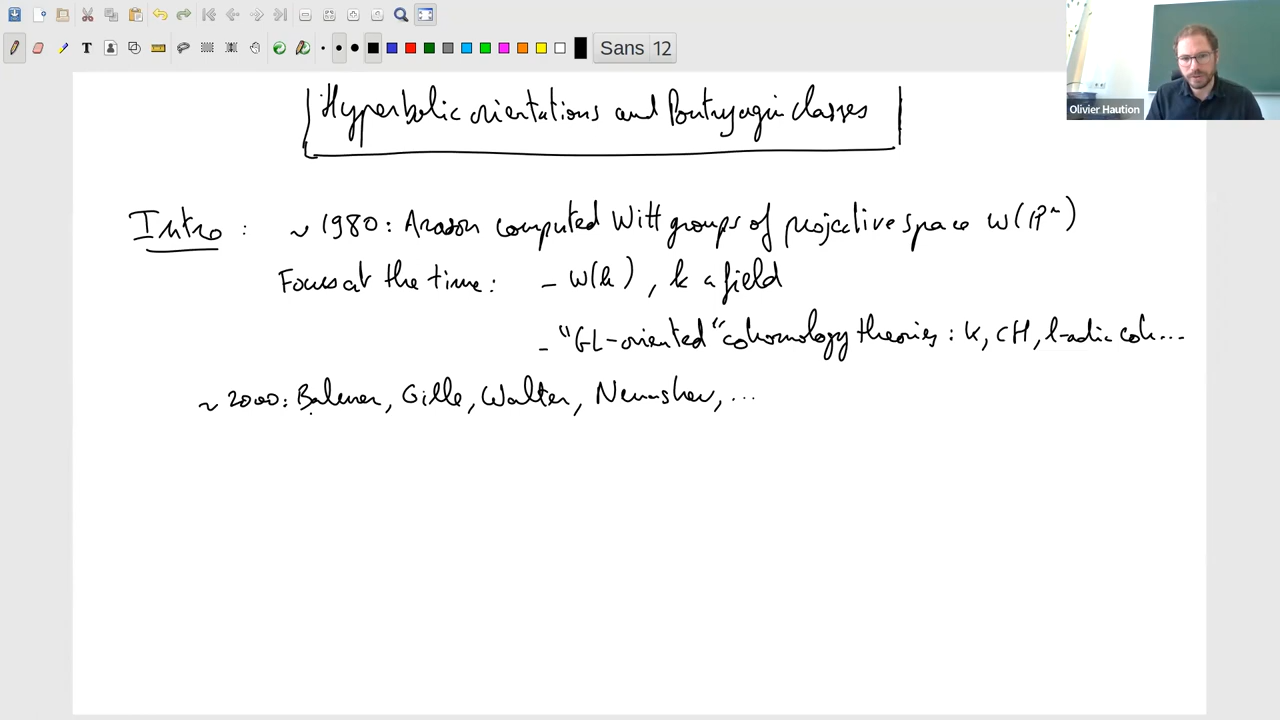 Sans 12
Olivier Haution
Hyperbolic orientations and Pontryagin classes
Intro : ~ 1980: Arason computed Witt groups of projective space W(ℙⁿ)
Focus at the time: - W(k), k a field
- "GL-oriented" cohomology theories: K, CH, l-adic coh...
~ 2000: Balmer, Gille, Walter, Nenashev, ...